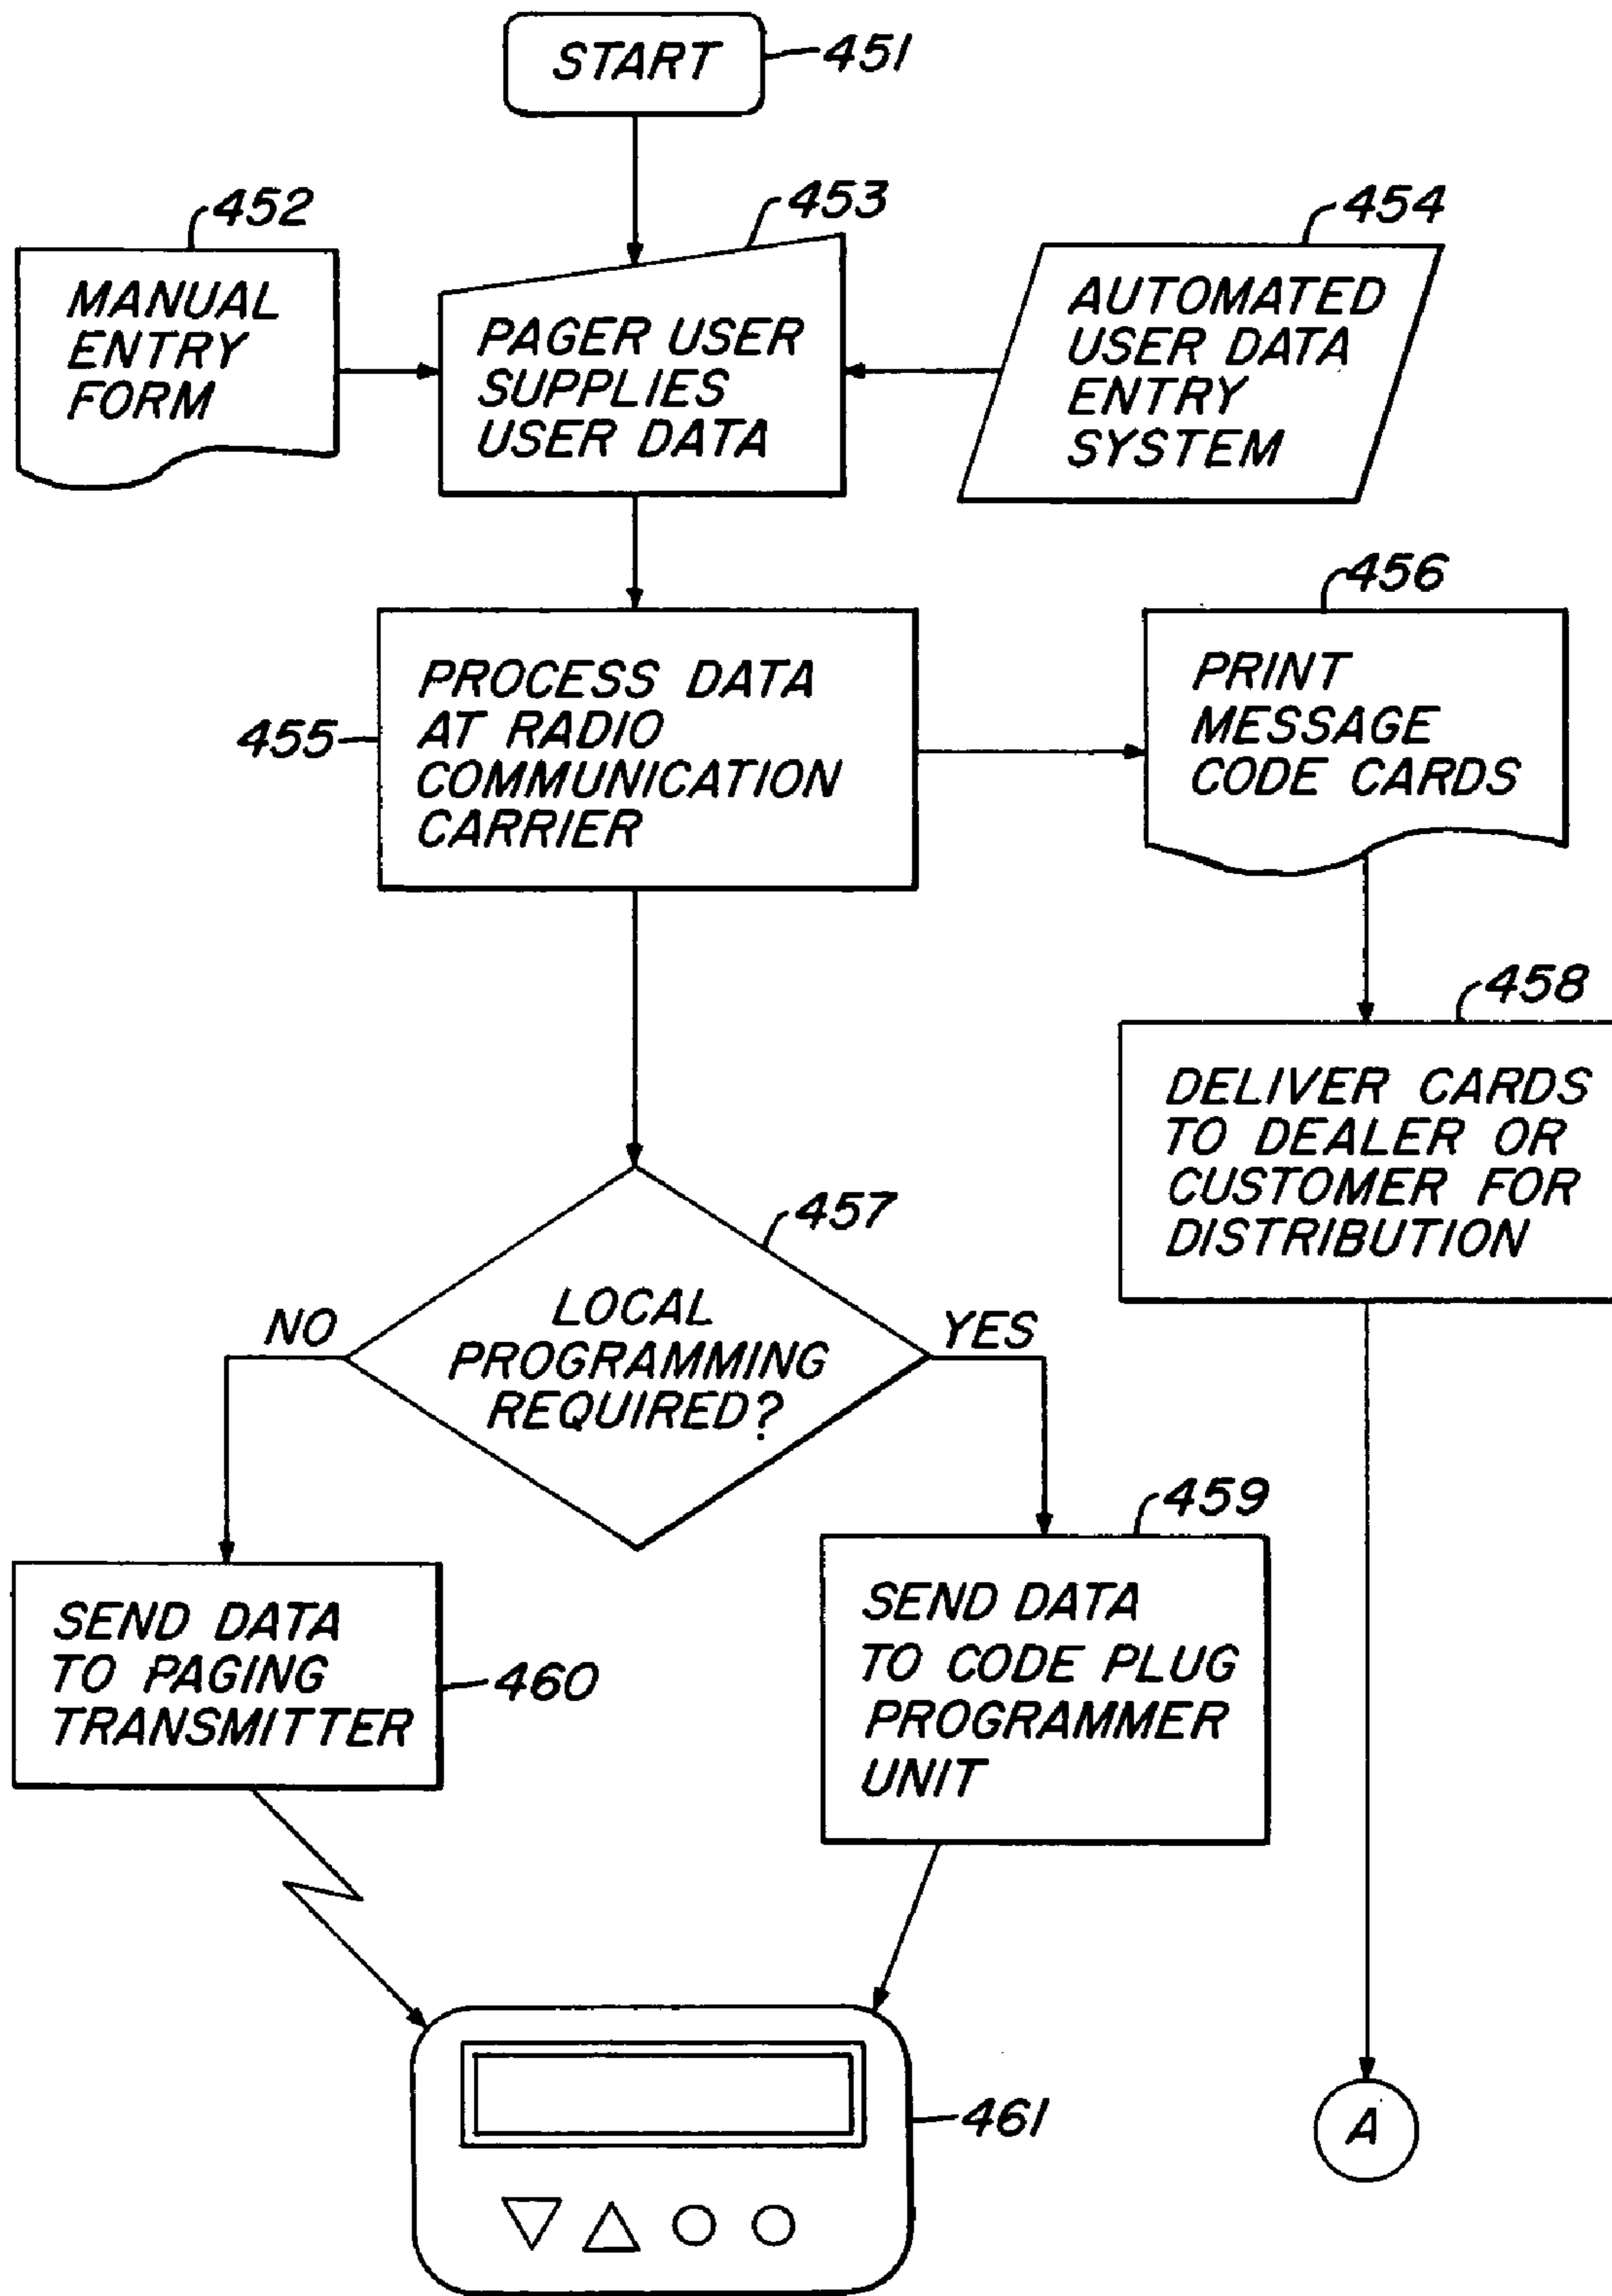 START
451
452
453
454
MANUAL
ENTRY
FORM
PAGER USER
SUPPLIES
USER DATA
AUTOMATED
USER DATA
ENTRY
SYSTEM
455
PROCESS DATA
AT RADIO
COMMUNICATION
CARRIER
456
PRINT
MESSAGE
CODE CARDS
458
DELIVER CARDS
TO DEALER OR
CUSTOMER FOR
DISTRIBUTION
457
LOCAL
PROGRAMMING
REQUIRED?
NO
YES
460
SEND DATA
TO PAGING
TRANSMITTER
459
SEND DATA
TO CODE PLUG
PROGRAMMER
UNIT
461
A